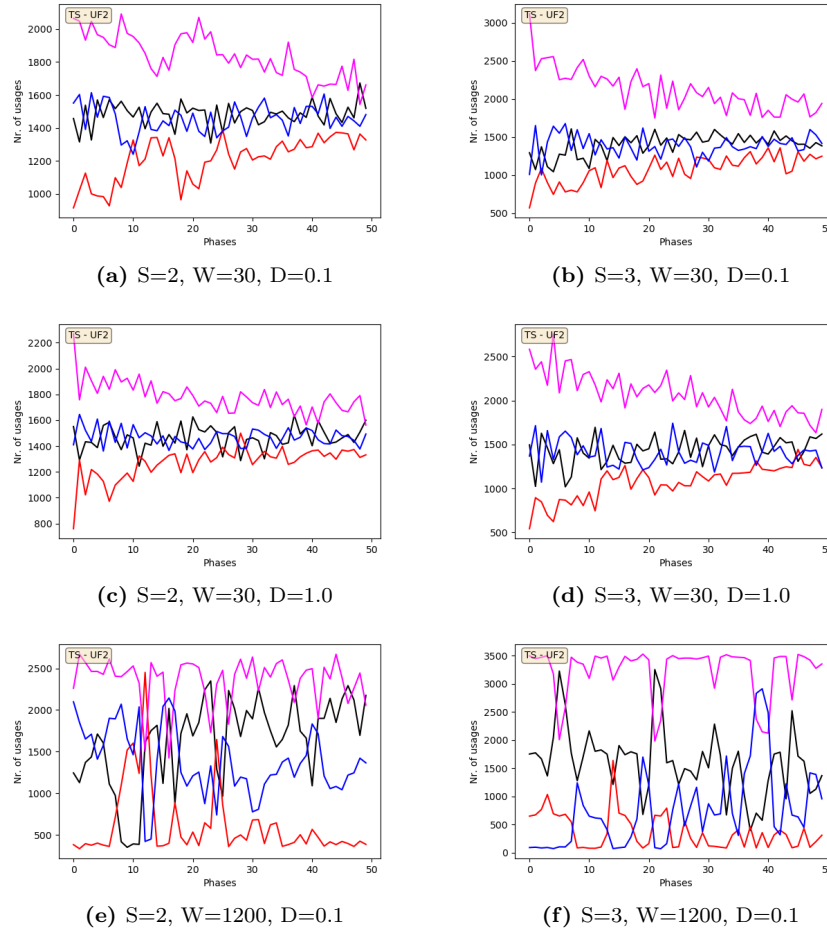 TS - UF2
Nr. of usages
2000
1800
1600
1400
1200
1000
0 10 20 30 40 50
Phases
(a) S=2, W=30, D=0.1
TS - UF2
Nr. of usages
3000
2500
2000
1500
1000
500
0 10 20 30 40 50
Phases
(b) S=3, W=30, D=0.1
TS - UF2
Nr. of usages
2200
2000
1800
1600
1400
1200
1000
800
0 10 20 30 40 50
Phases
(c) S=2, W=30, D=1.0
TS - UF2
Nr. of usages
2500
2000
1500
1000
500
0 10 20 30 40 50
Phases
(d) S=3, W=30, D=1.0
TS - UF2
Nr. of usages
2500
2000
1500
1000
500
0 10 20 30 40 50
Phases
(e) S=2, W=1200, D=0.1
TS - UF2
Nr. of usages
3500
3000
2500
2000
1500
1000
500
0
0 10 20 30 40 50
Phases
(f) S=3, W=1200, D=0.1